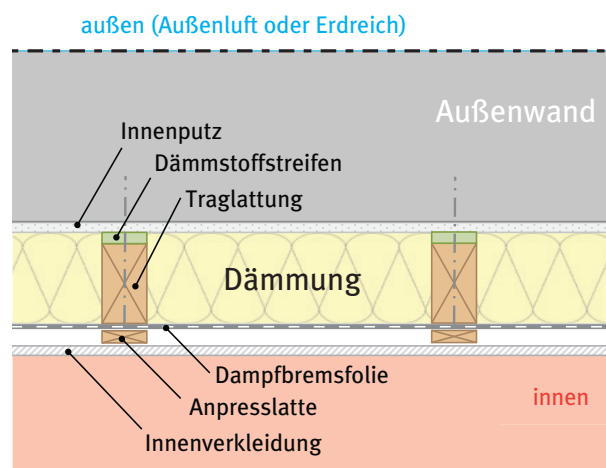 außen (Außenluft oder Erdreich)
Außenwand
Innenputz
Dämmstoffstreifen
Traglattung
Dämmung
Dampfbremsfolie
Anpresslatte
innen
Innenverkleidung